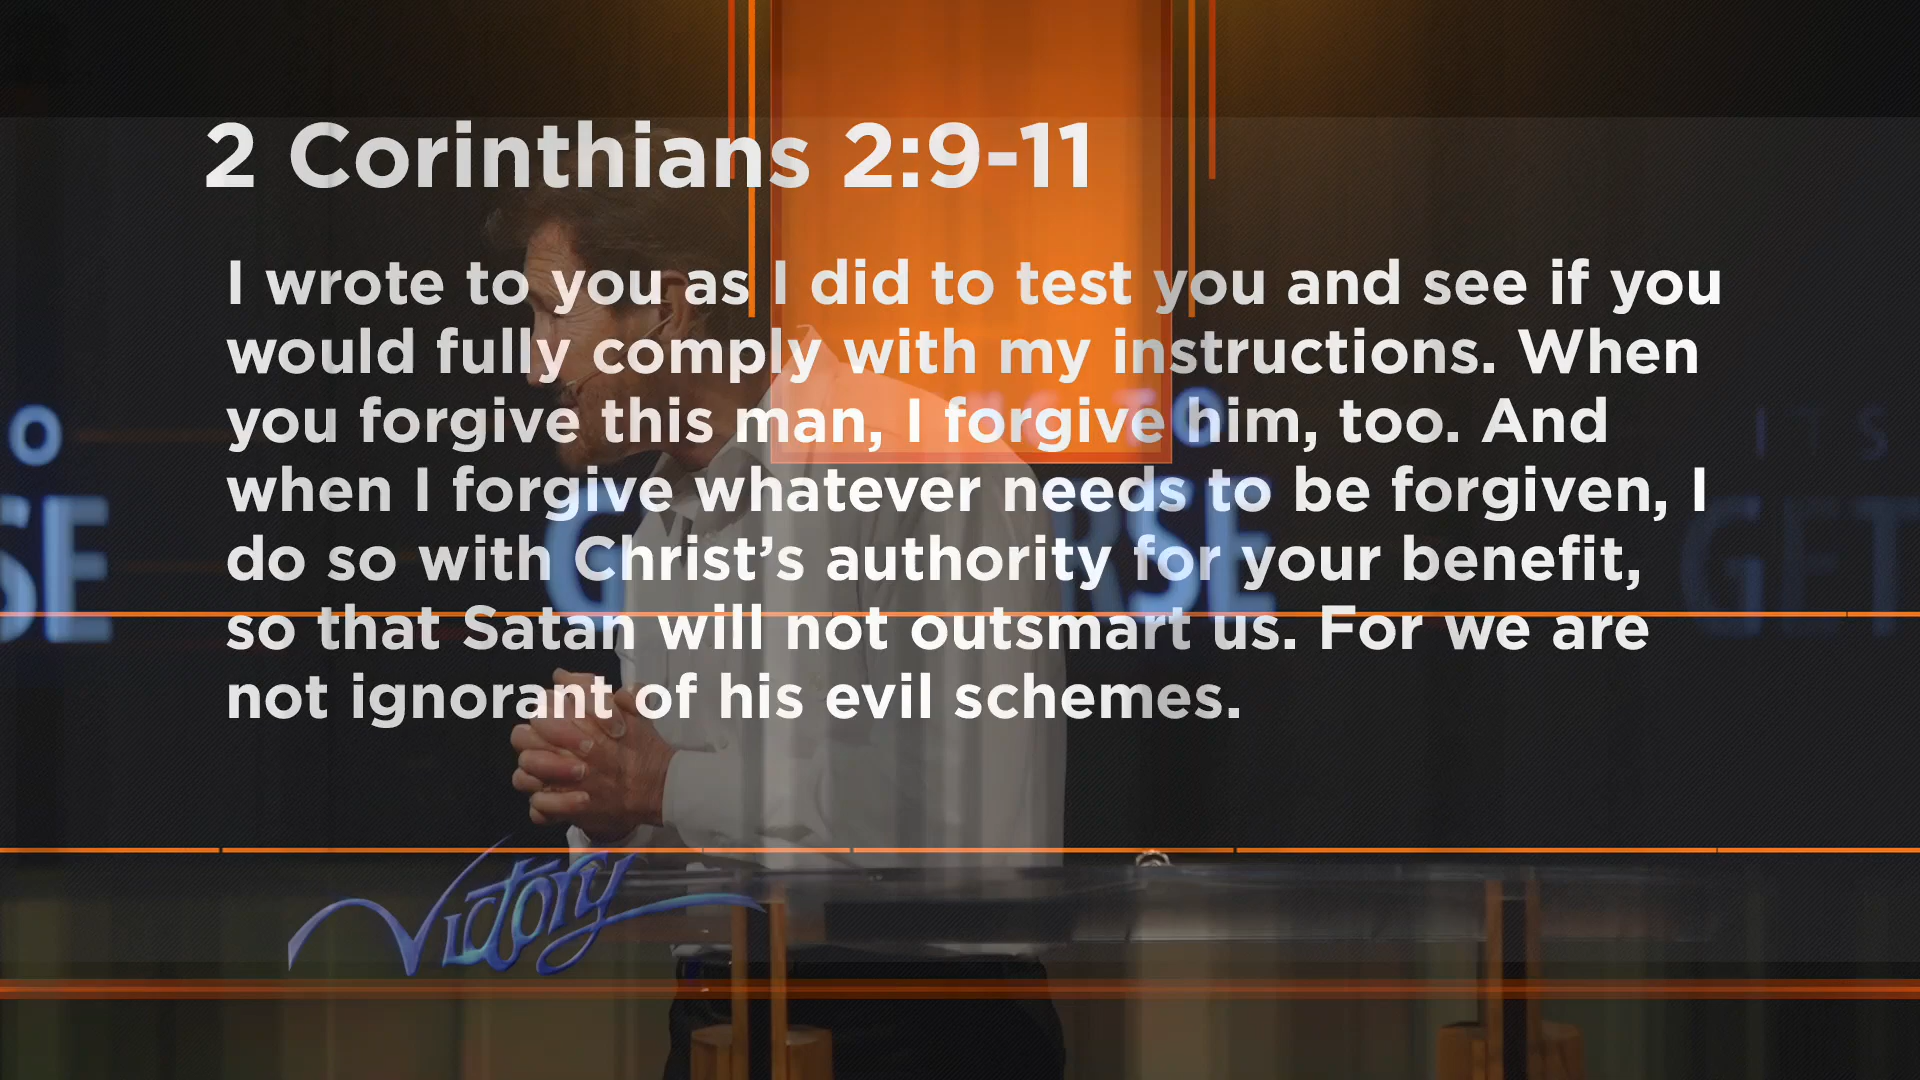 2 Corinthians 2:9-11
I wrote to you as I did to test you and see if you
would fully comply with my instructions. When
you forgive this man, I forgive him, too. And
when I forgive whatever needs to be forgiven, I
do so with Christ’s authority for your benefit,
so that Satan will not outsmart us. For we are
not ignorant of his evil schemes.
IT'S
GET
Victory